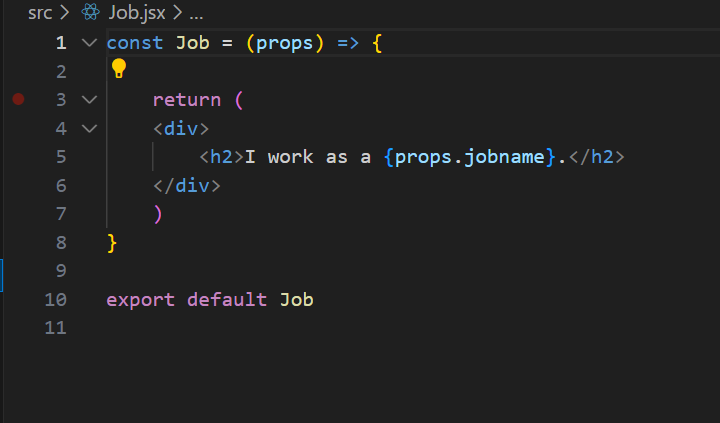 src > Job.jsx > ...
1 const Job = (props) => {
2
3     return (
4     <div>
5         <h2>I work as a {props.jobname}.</h2>
6     </div>
7     )
8 }
9
10 export default Job
11